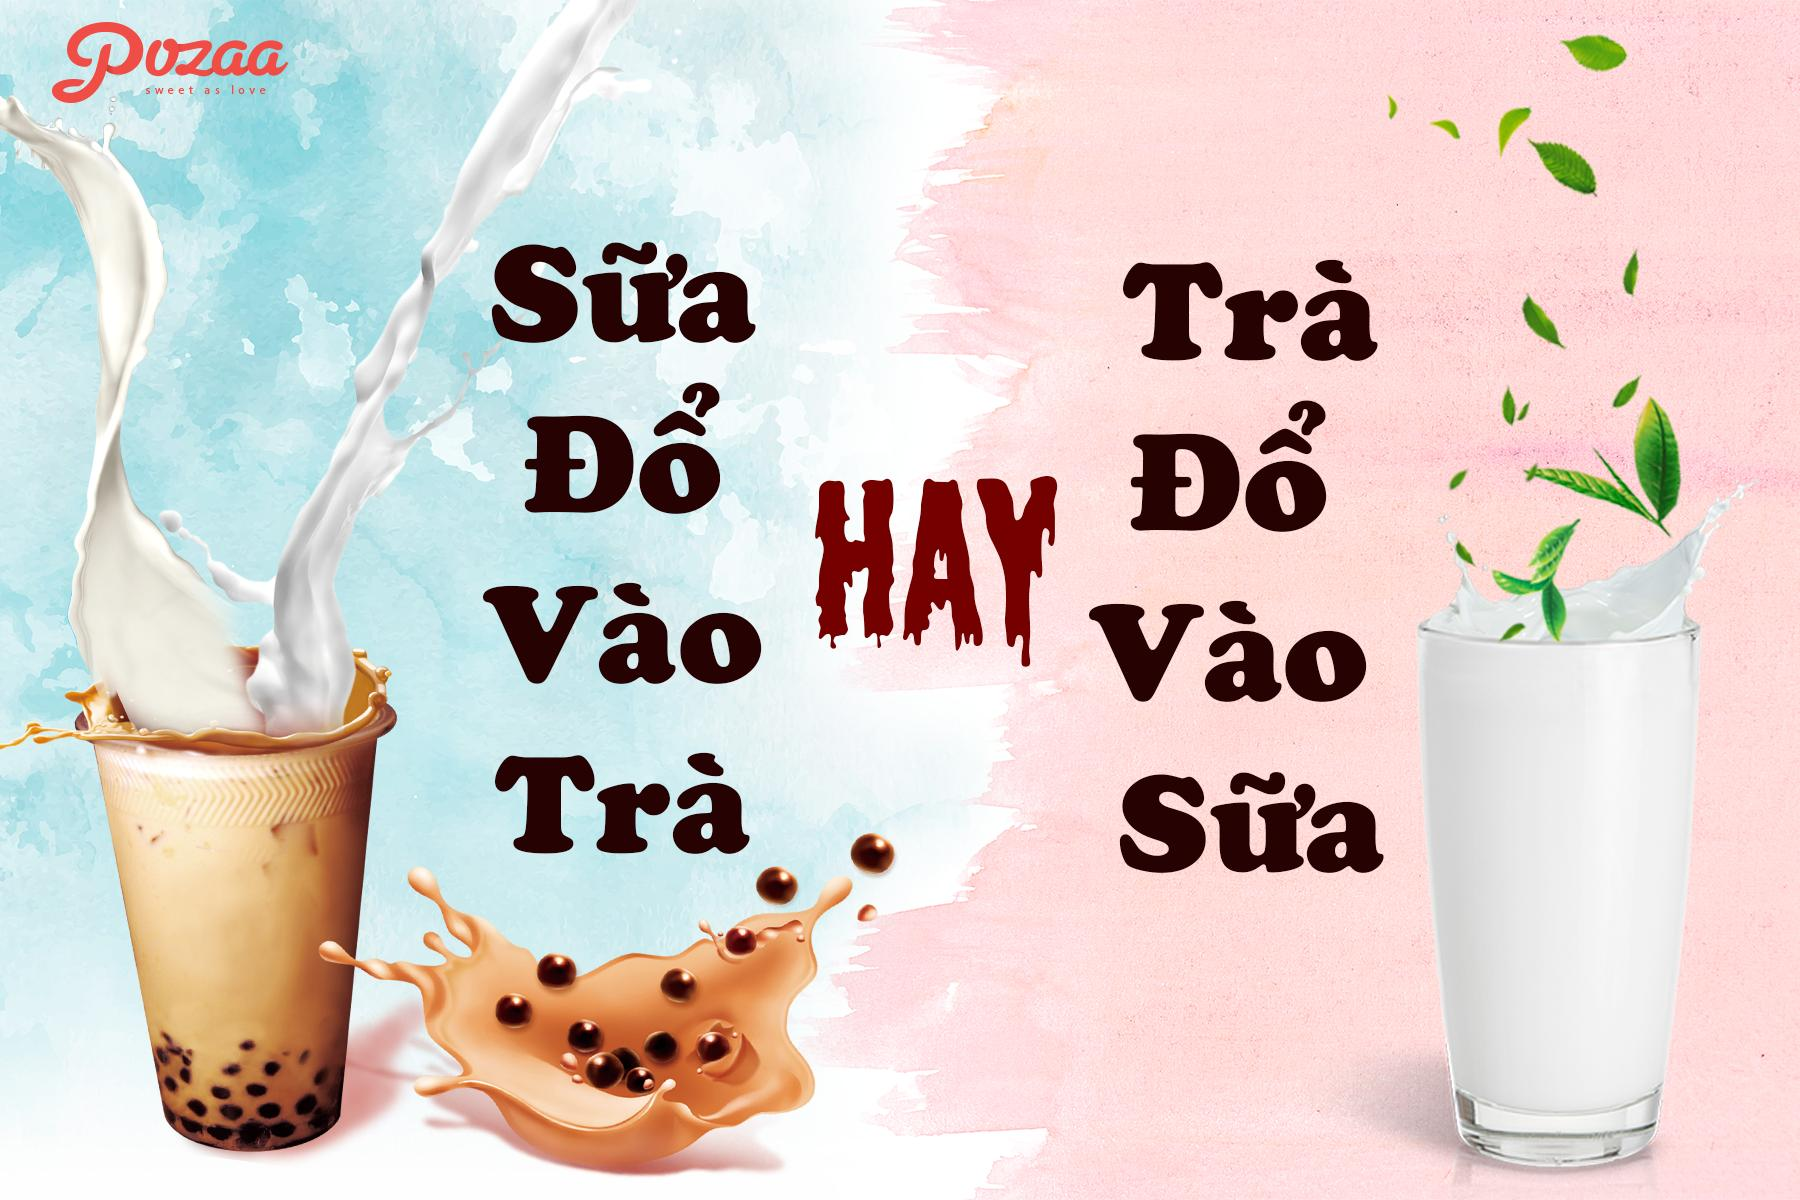 Pozaa
sweet as love
Sữa
Đổ
Vào
Trà
HAY
Trà
Đổ
Vào
Sữa